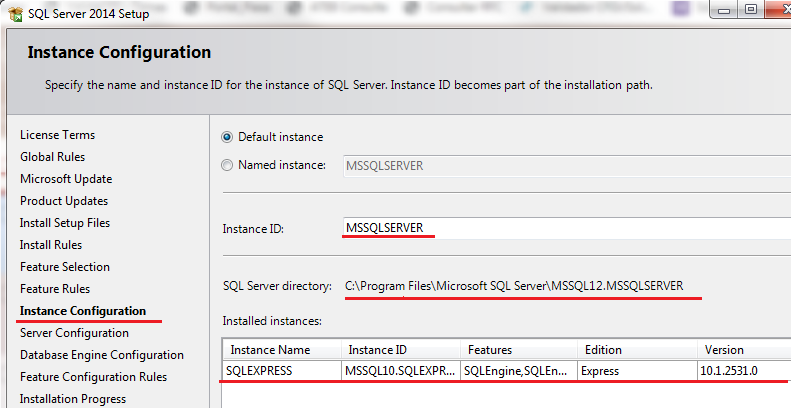 SQL Server 2014 Setup
Instance Configuration
Specify the name and instance ID for the instance of SQL Server. Instance ID becomes part of the installation path.
License Terms
Global Rules
Microsoft Update
Product Updates
Install Setup Files
Install Rules
Feature Selection
Feature Rules
Instance Configuration
Server Configuration
Database Engine Configuration
Feature Configuration Rules
Installation Progress
Default instance
Named instance: MSSQLSERVER
Instance ID: MSSQLSERVER
SQL Server directory: C:\Program Files\Microsoft SQL Server\MSSQL12.MSSQLSERVER
Installed instances:
Instance Name Instance ID Features Edition Version
SQLEXPRESS MSSQL10.SQLEXPR... SQLEngine,SQLEn... Express 10.1.2531.0